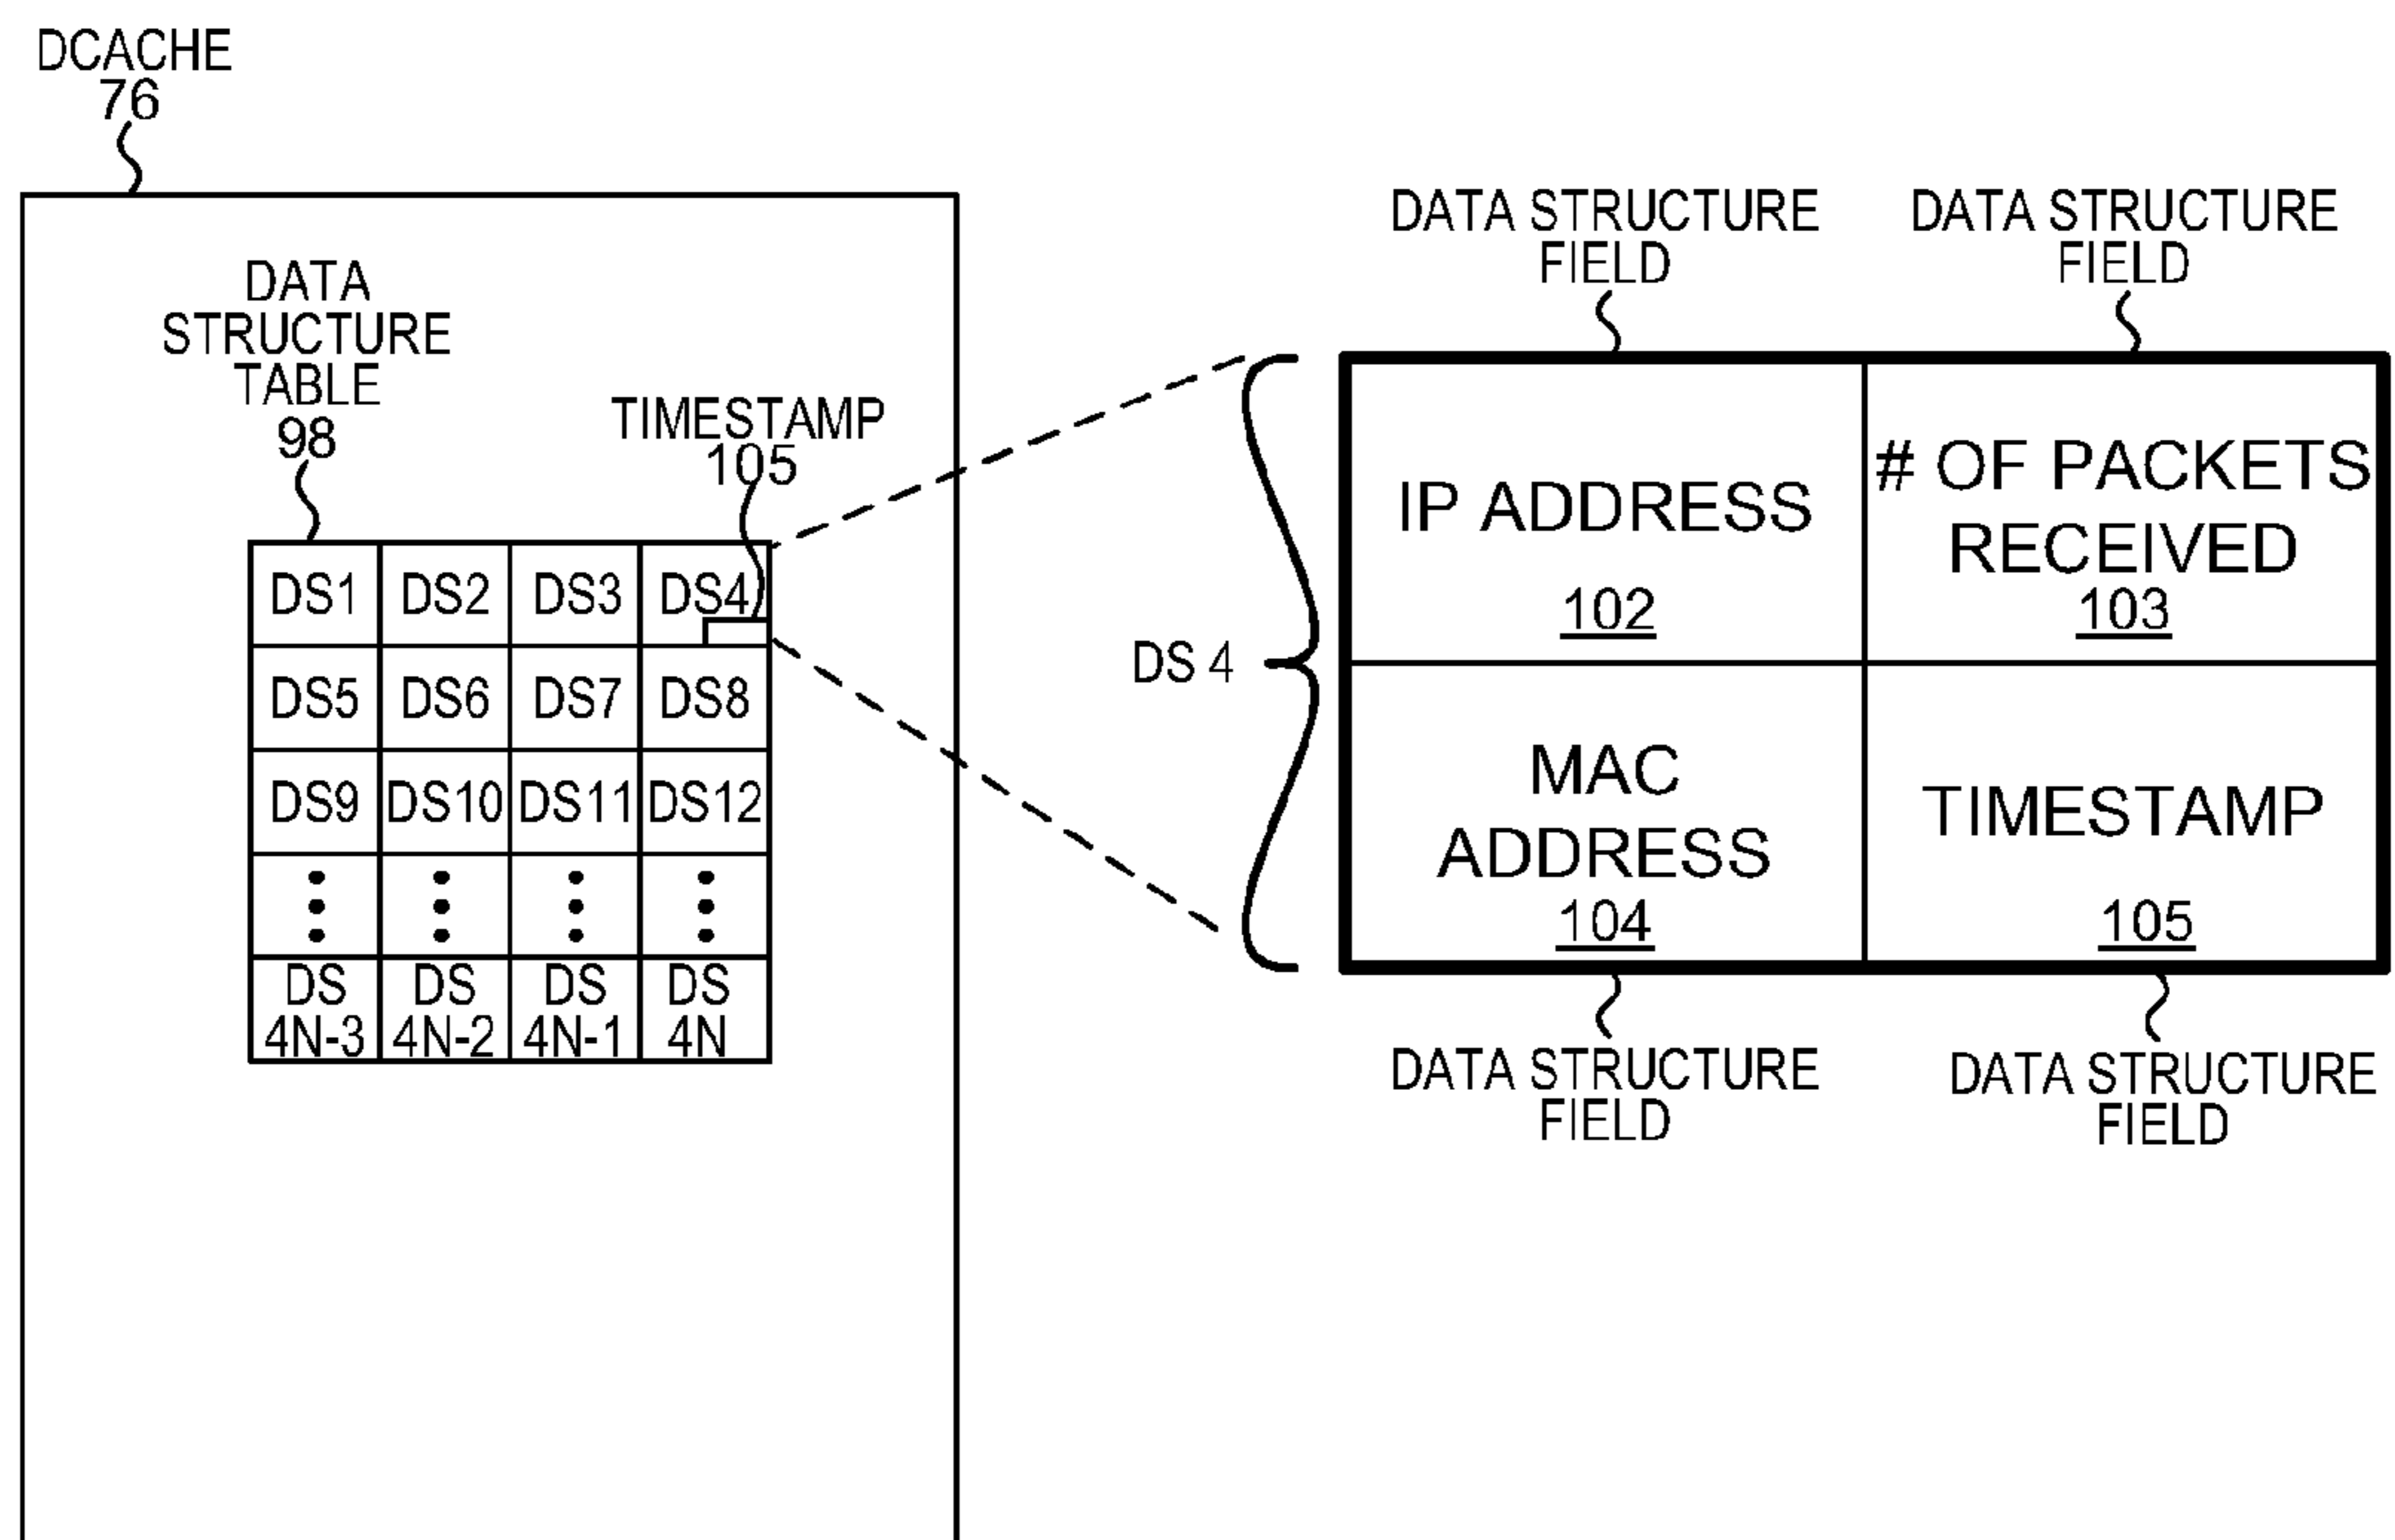 DCACHE
76
DATA
STRUCTURE
TABLE
98
TIMESTAMP
105
DS1 DS2 DS3 DS4
DS5 DS6 DS7 DS8
DS9 DS10 DS11 DS12
DS DS DS DS
4N-3 4N-2 4N-1 4N
DS 4
DATA STRUCTURE
FIELD
DATA STRUCTURE
FIELD
IP ADDRESS
102
# OF PACKETS
RECEIVED
103
MAC
ADDRESS
104
TIMESTAMP
105
DATA STRUCTURE
FIELD
DATA STRUCTURE
FIELD